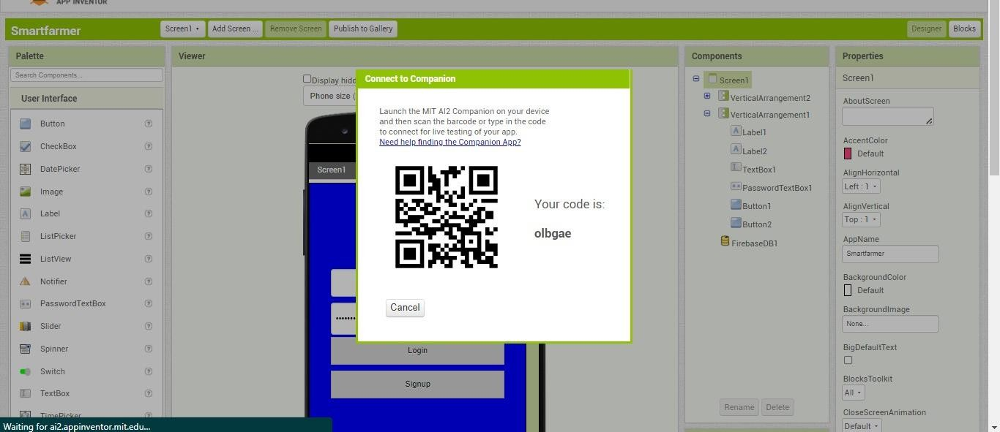 APP INVENTOR
Smartfarmer
Screen1
Add Screen ...
Remove Screen
Publish to Gallery
Designer
Blocks
Palette
Search Components...
User Interface
Button
CheckBox
DatePicker
Image
Label
ListPicker
ListView
Notifier
PasswordTextBox
Slider
Spinner
Switch
TextBox
TimePicker
Waiting for ai2.appinventor.mit.edu...
Viewer
Display hidd
Phone size (
Screen1
Login
Signup
Connect to Companion
Launch the MIT AI2 Companion on your device
and then scan the barcode or type in the code
to connect for live testing of your app.
Need help finding the Companion App?
Your code is:
olbgae
Cancel
Components
Screen1
VerticalArrangement2
VerticalArrangement1
Label1
Label2
TextBox1
PasswordTextBox1
Button1
Button2
FirebaseDB1
Rename
Delete
Properties
Screen1
AboutScreen
AccentColor
Default
AlignHorizontal
Left : 1
AlignVertical
Top : 1
AppName
Smartfarmer
BackgroundColor
Default
BackgroundImage
None...
BigDefaultText
BlocksToolkit
All
CloseScreenAnimation
Default